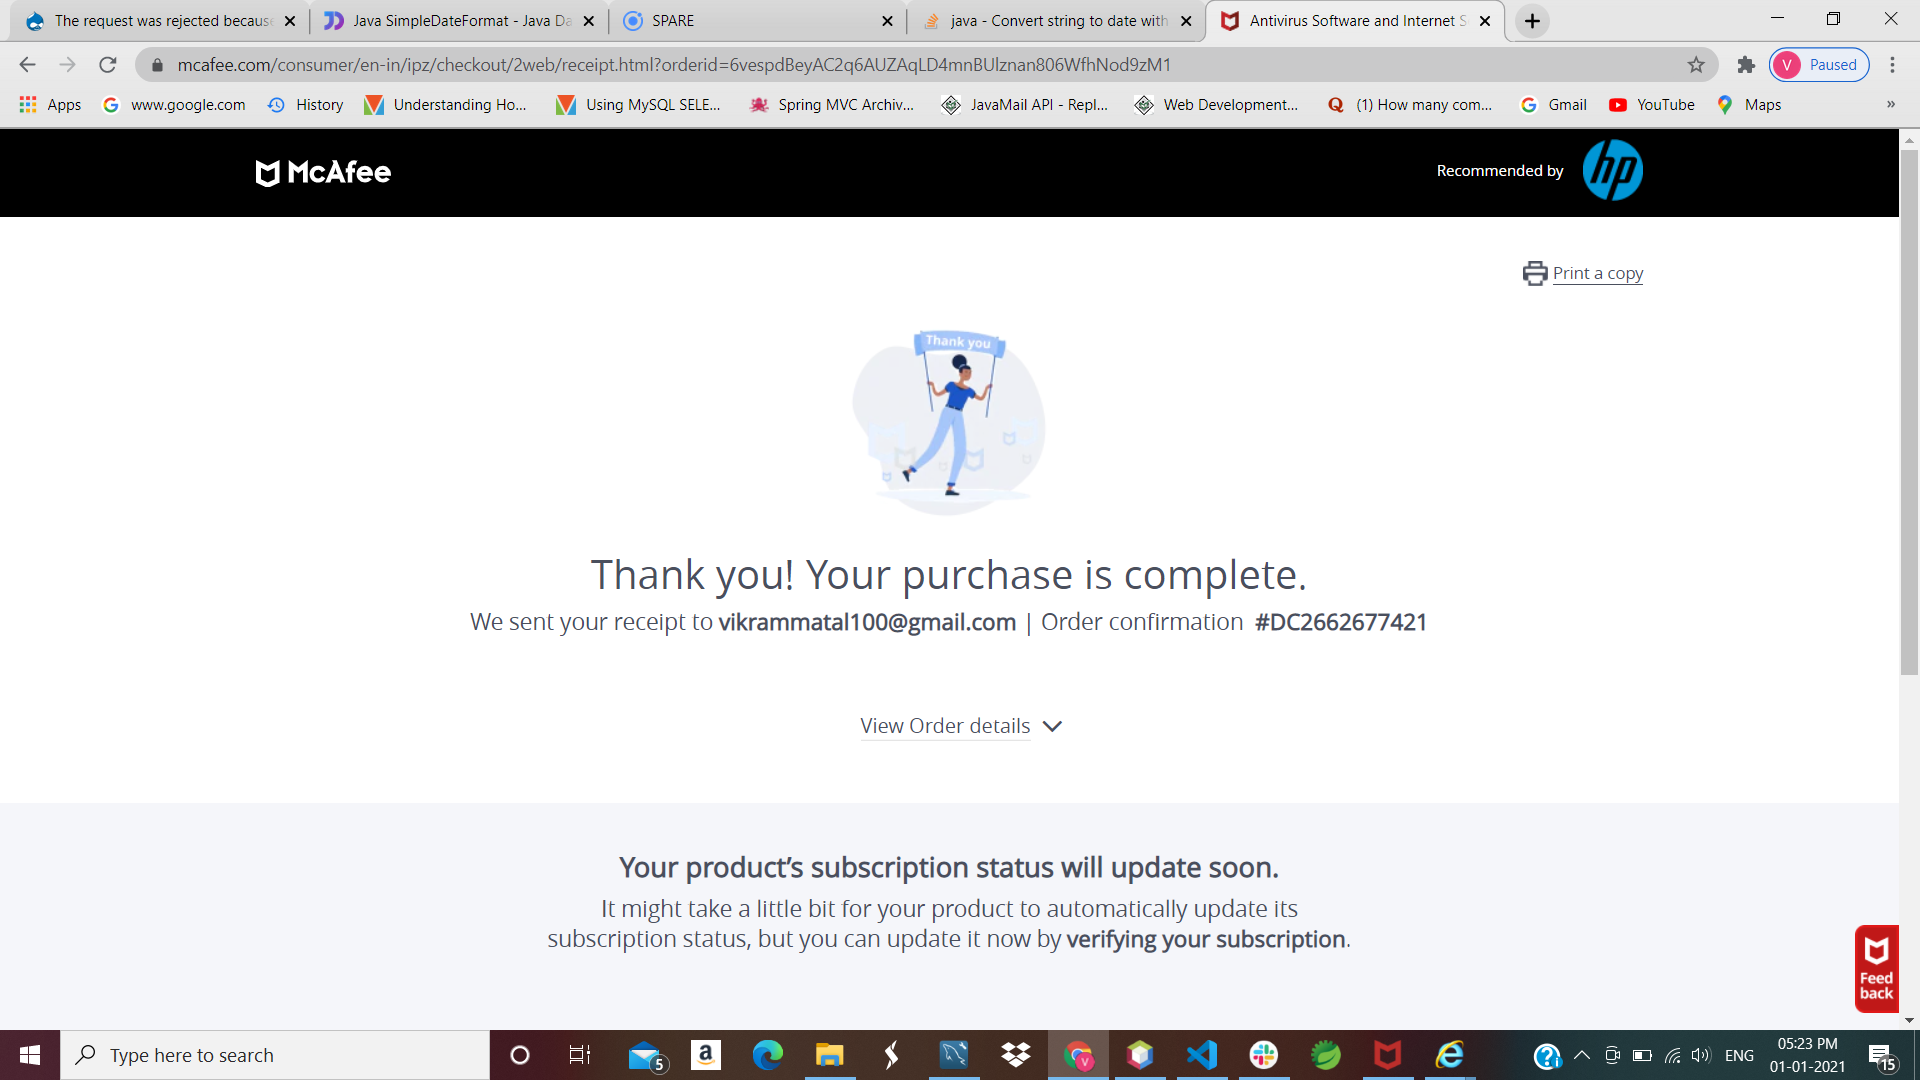 The request was rejected because
Java SimpleDateFormat - Java Da
SPARE
java - Convert string to date with
Antivirus Software and Internet S
mcafee.com/consumer/en-in/ipz/checkout/2web/receipt.html?orderid=6vespdBeyAC2q6AUZAqLD4mnBUlznan806WfhNod9zM1
V Paused
Apps
www.google.com
History
Understanding Ho...
Using MySQL SELE...
Spring MVC Archiv...
JavaMail API - Repl...
Web Development...
(1) How many com...
Gmail
YouTube
Maps
»
McAfee
Recommended by
hp
Print a copy
Thank you
Thank you! Your purchase is complete.
We sent your receipt to vikrammatal100@gmail.com | Order confirmation #DC2662677421
View Order details
Your product's subscription status will update soon.
It might take a little bit for your product to automatically update its
subscription status, but you can update it now by verifying your subscription.
Feed
back
Type here to search
5
ENG
05:23 PM
01-01-2021
15